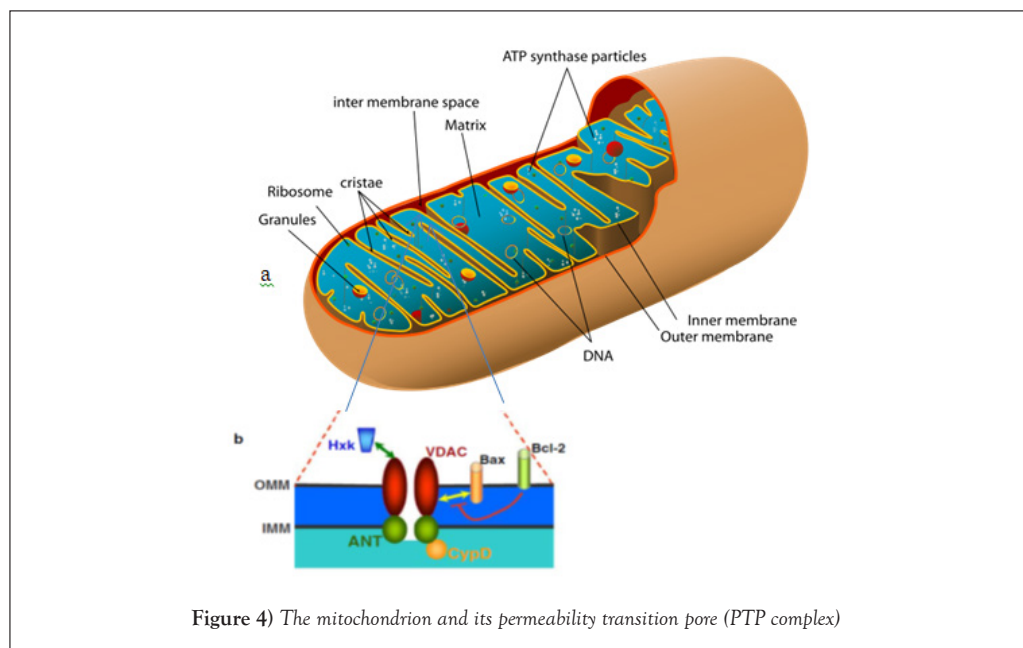 ATP synthase particles
inter membrane space
Matrix
cristae
Ribosome
Granules
a
Inner membrane
Outer membrane
DNA
b
Hxk
VDAC
Bax
Bcl-2
OMM
IMM
ANT
CypD
Figure 4) The mitochondrion and its permeability transition pore (PTP complex)